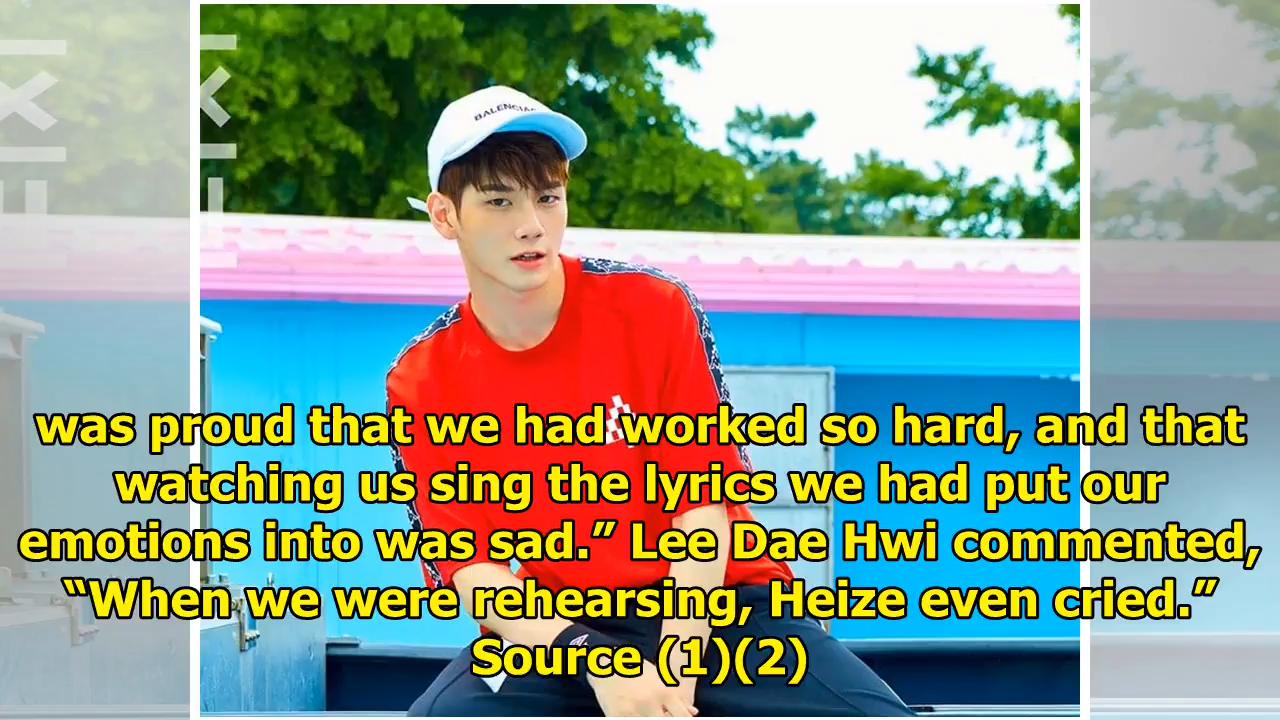 BALENCIAG
was proud that we had worked so hard, and that
watching us sing the lyrics we had put our
emotions into was sad.” Lee Dae Hwi commented,
“When we were rehearsing, Heize even cried.”
Source (1)(2)